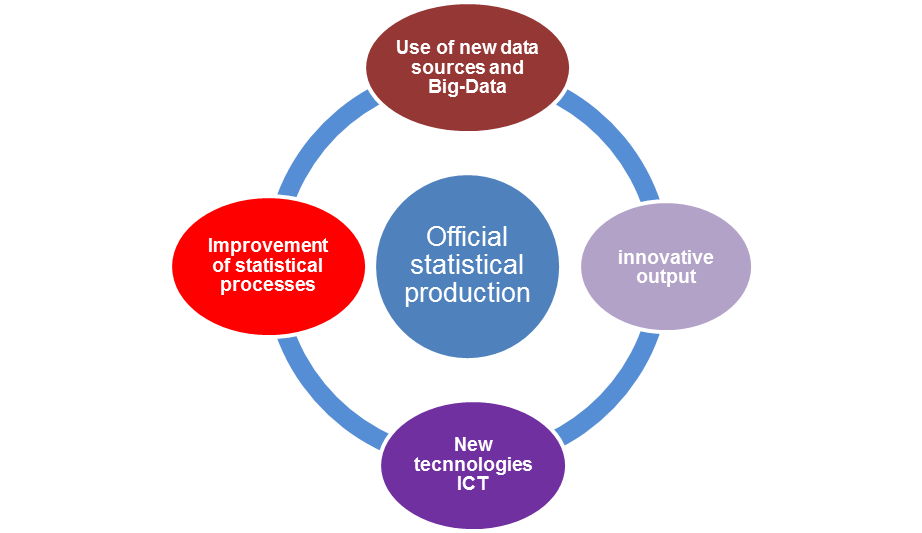 Use of new data
sources and
Big-Data
Improvement
of statistical
processes
Official
statistical
production
innovative
output
New
tecnnologies
ICT